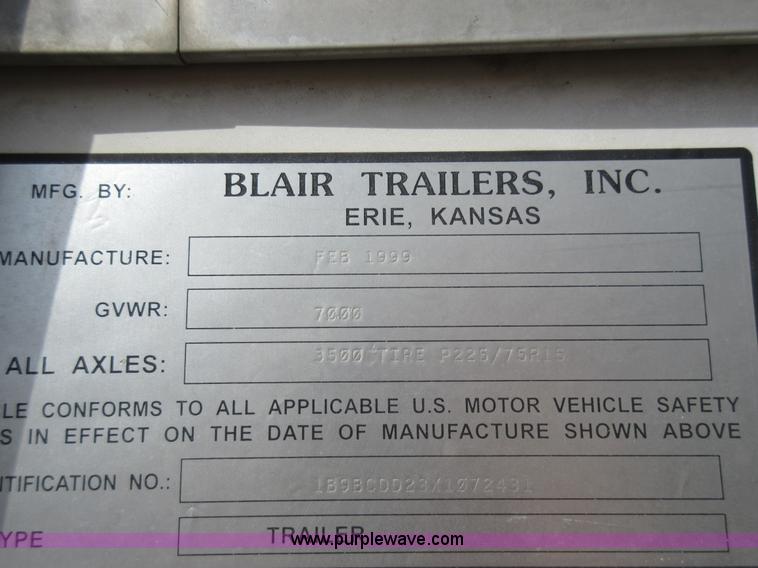 MFG. BY: BLAIR TRAILERS, INC.
ERIE, KANSAS
MANUFACTURE: FEB 1999
GVWR: 7000
ALL AXLES: 3500 TIRE P225/75R15
LE CONFORMS TO ALL APPLICABLE U.S. MOTOR VEHICLE SAFETY
S IN EFFECT ON THE DATE OF MANUFACTURE SHOWN ABOVE
NTIFICATION NO.: 1B9BCDD23X1072431
YPE TRAILER
www.purplewave.com